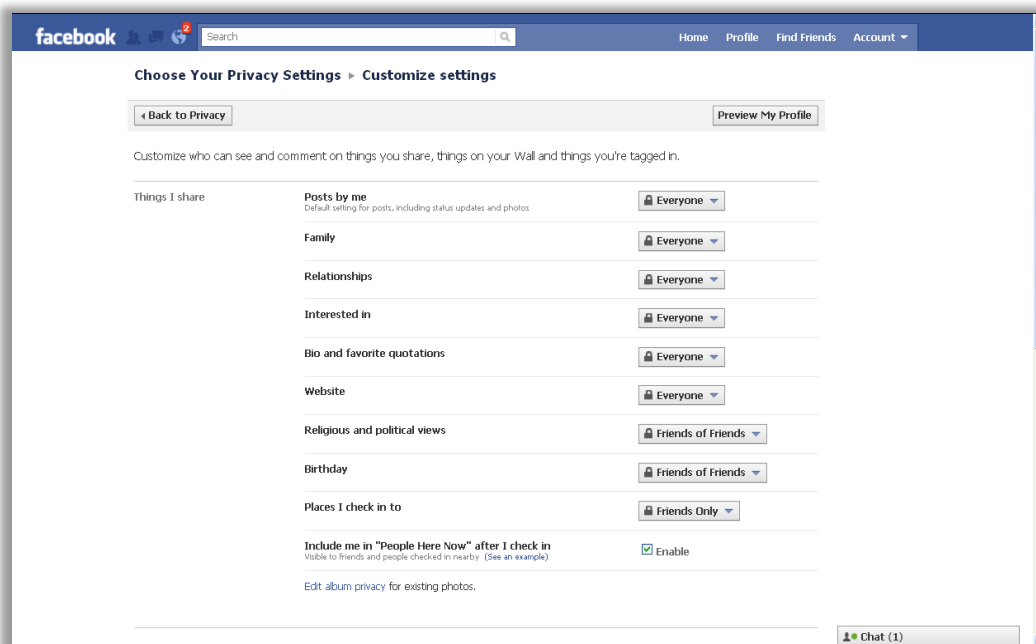 facebook 2 Search Home Profile Find Friends Account
Choose Your Privacy Settings ▸ Customize settings
Back to Privacy Preview My Profile
Customize who can see and comment on things you share, things on your Wall and things you're tagged in.
Things I share Posts by me Everyone
Default setting for posts, including status updates and photos
Family Everyone
Relationships Everyone
Interested in Everyone
Bio and favorite quotations Everyone
Website Everyone
Religious and political views Friends of Friends
Birthday Friends of Friends
Places I check in to Friends Only
Include me in "People Here Now" after I check in Enable
Visible to friends and people checked in nearby (See an example)
Edit album privacy for existing photos.
Chat (1)